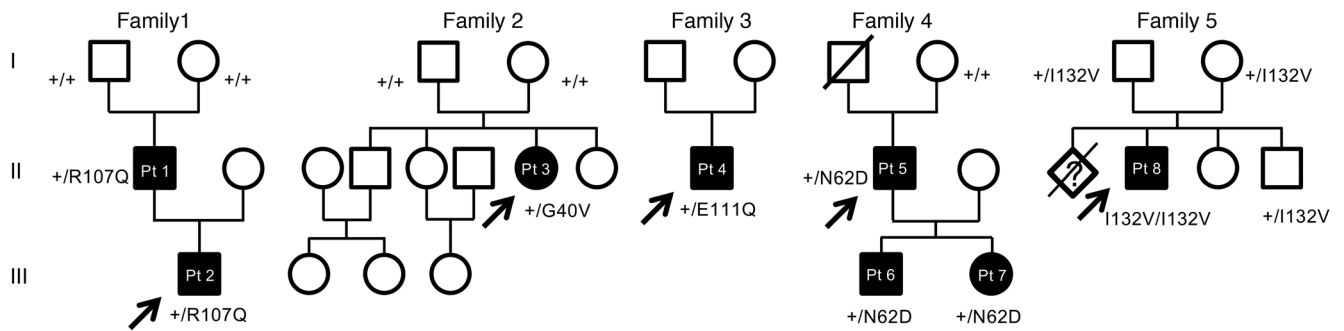 Family1 Family 2 Family 3 Family 4 Family 5
I
+/+ +/+ +/+ +/+ +/+ +/I132V +/I132V
II
Pt 1 Pt 3 Pt 4 Pt 5 ? Pt 8
+/R107Q +/G40V +/E111Q +/N62D I132V/I132V +/I132V
III
Pt 2 Pt 6 Pt 7
+/R107Q +/N62D +/N62D